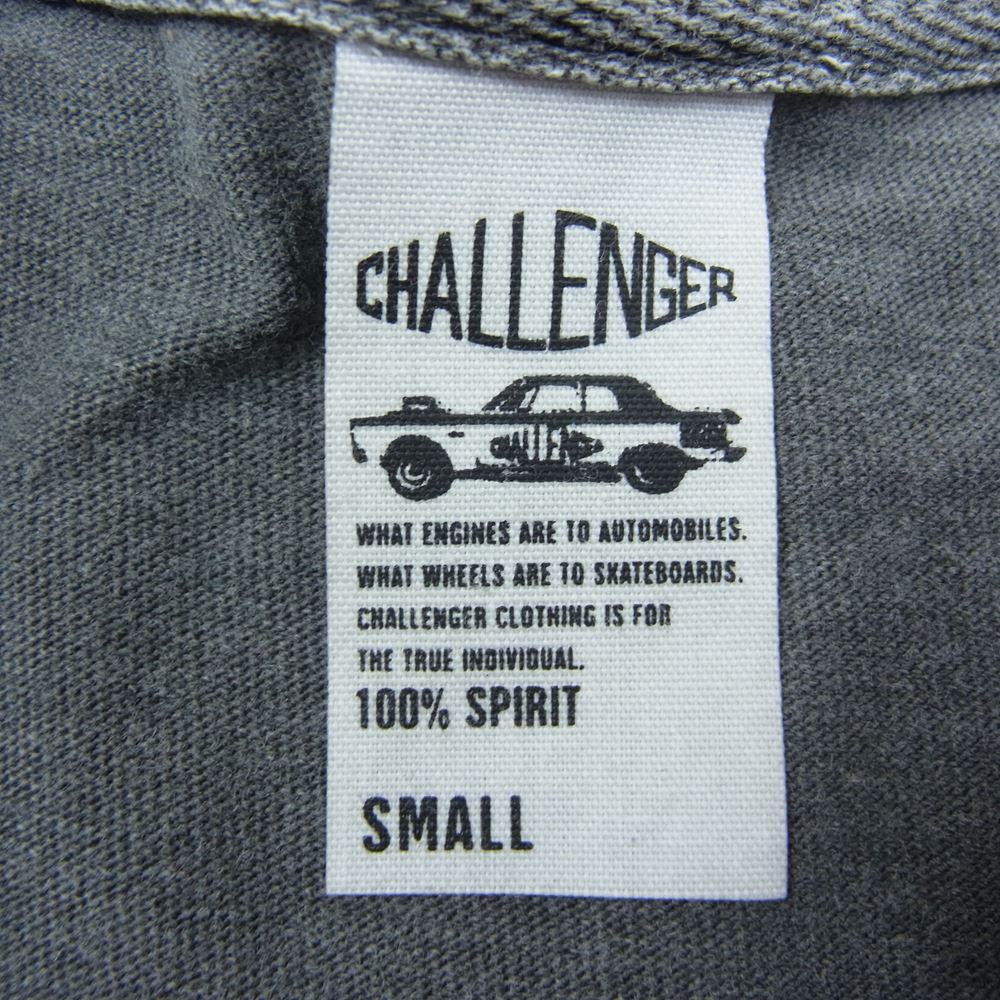 CHALLENGER
CHALLENGER
WHAT ENGINES ARE TO AUTOMOBILES.
WHAT WHEELS ARE TO SKATEBOARDS.
CHALLENGER CLOTHING IS FOR
THE TRUE INDIVIDUAL.
100% SPIRIT
SMALL